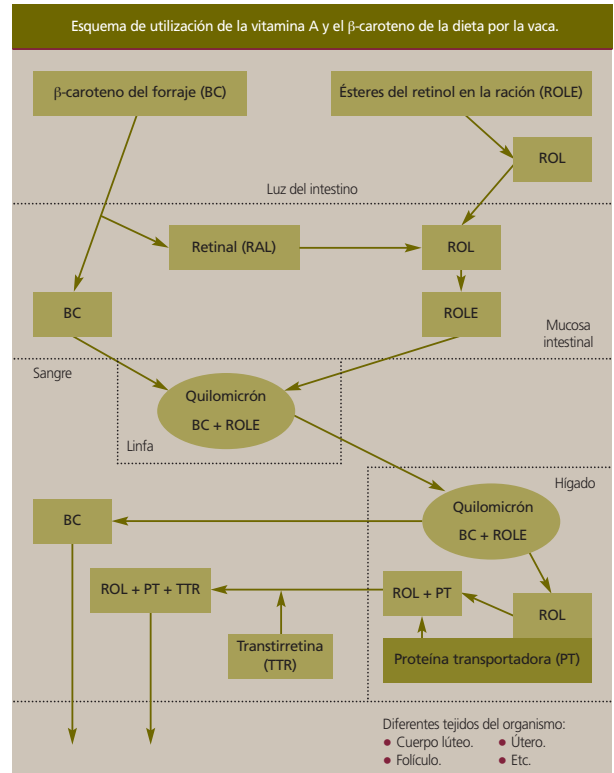 Esquema de utilización de la vitamina A y el β-caroteno de la dieta por la vaca.
β-caroteno del forraje (BC)
Ésteres del retinol en la ración (ROLE)
ROL
Luz del intestino
Retinal (RAL)
ROL
BC
ROLE
Mucosa
intestinal
Sangre
Quilomicrón
BC + ROLE
Linfa
Hígado
Quilomicrón
BC + ROLE
BC
ROL + PT + TTR
ROL + PT
ROL
Transtirretina
(TTR)
Proteína transportadora (PT)
Diferentes tejidos del organismo:
• Cuerpo lúteo. • Útero.
• Folículo. • Etc.